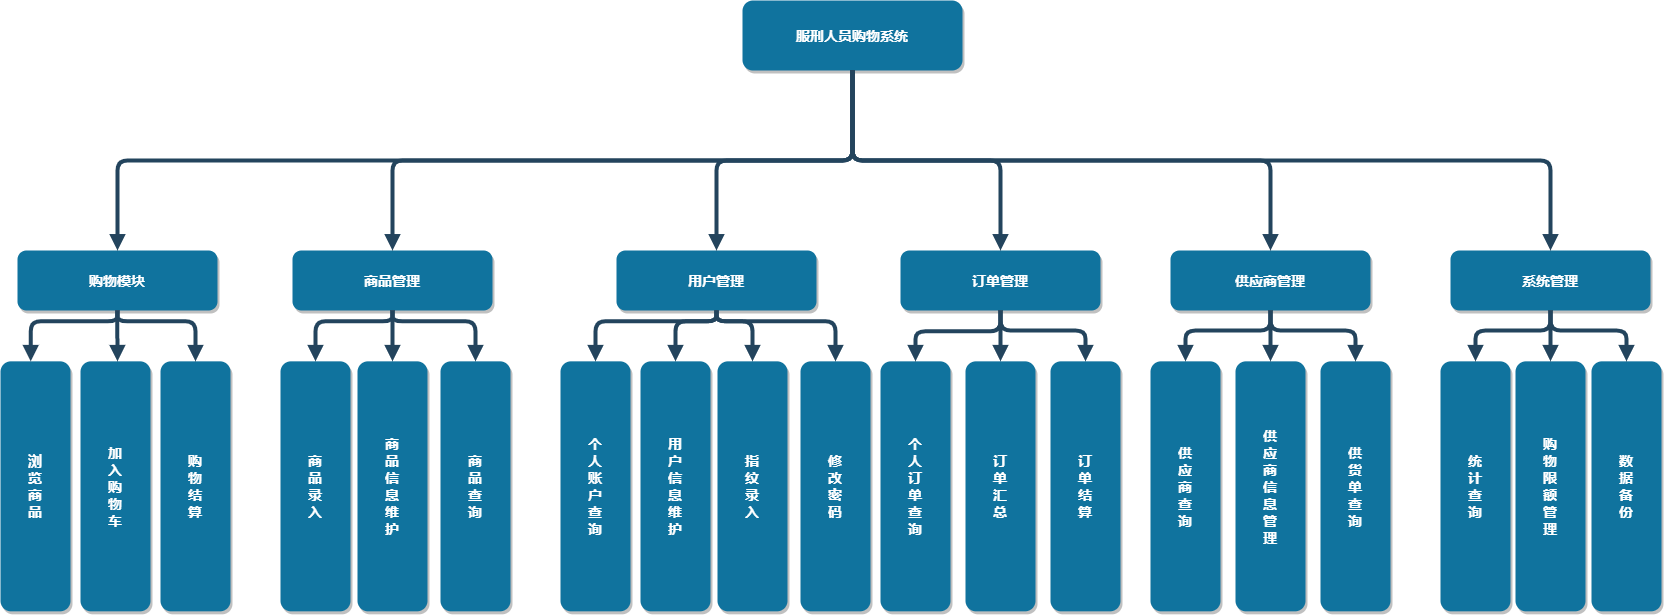 服刑人员购物系统
购物模块
商品管理
用户管理
订单管理
供应商管理
系统管理
浏览商品
加入购物车
购物结算
商品录入
商品信息维护
商品查询
个人账户查询
用户信息维护
指纹录入
修改密码
个人订单查询
订单汇总
订单结算
供应商查询
供应商信息管理
供货单查询
统计查询
购物限额管理
数据备份